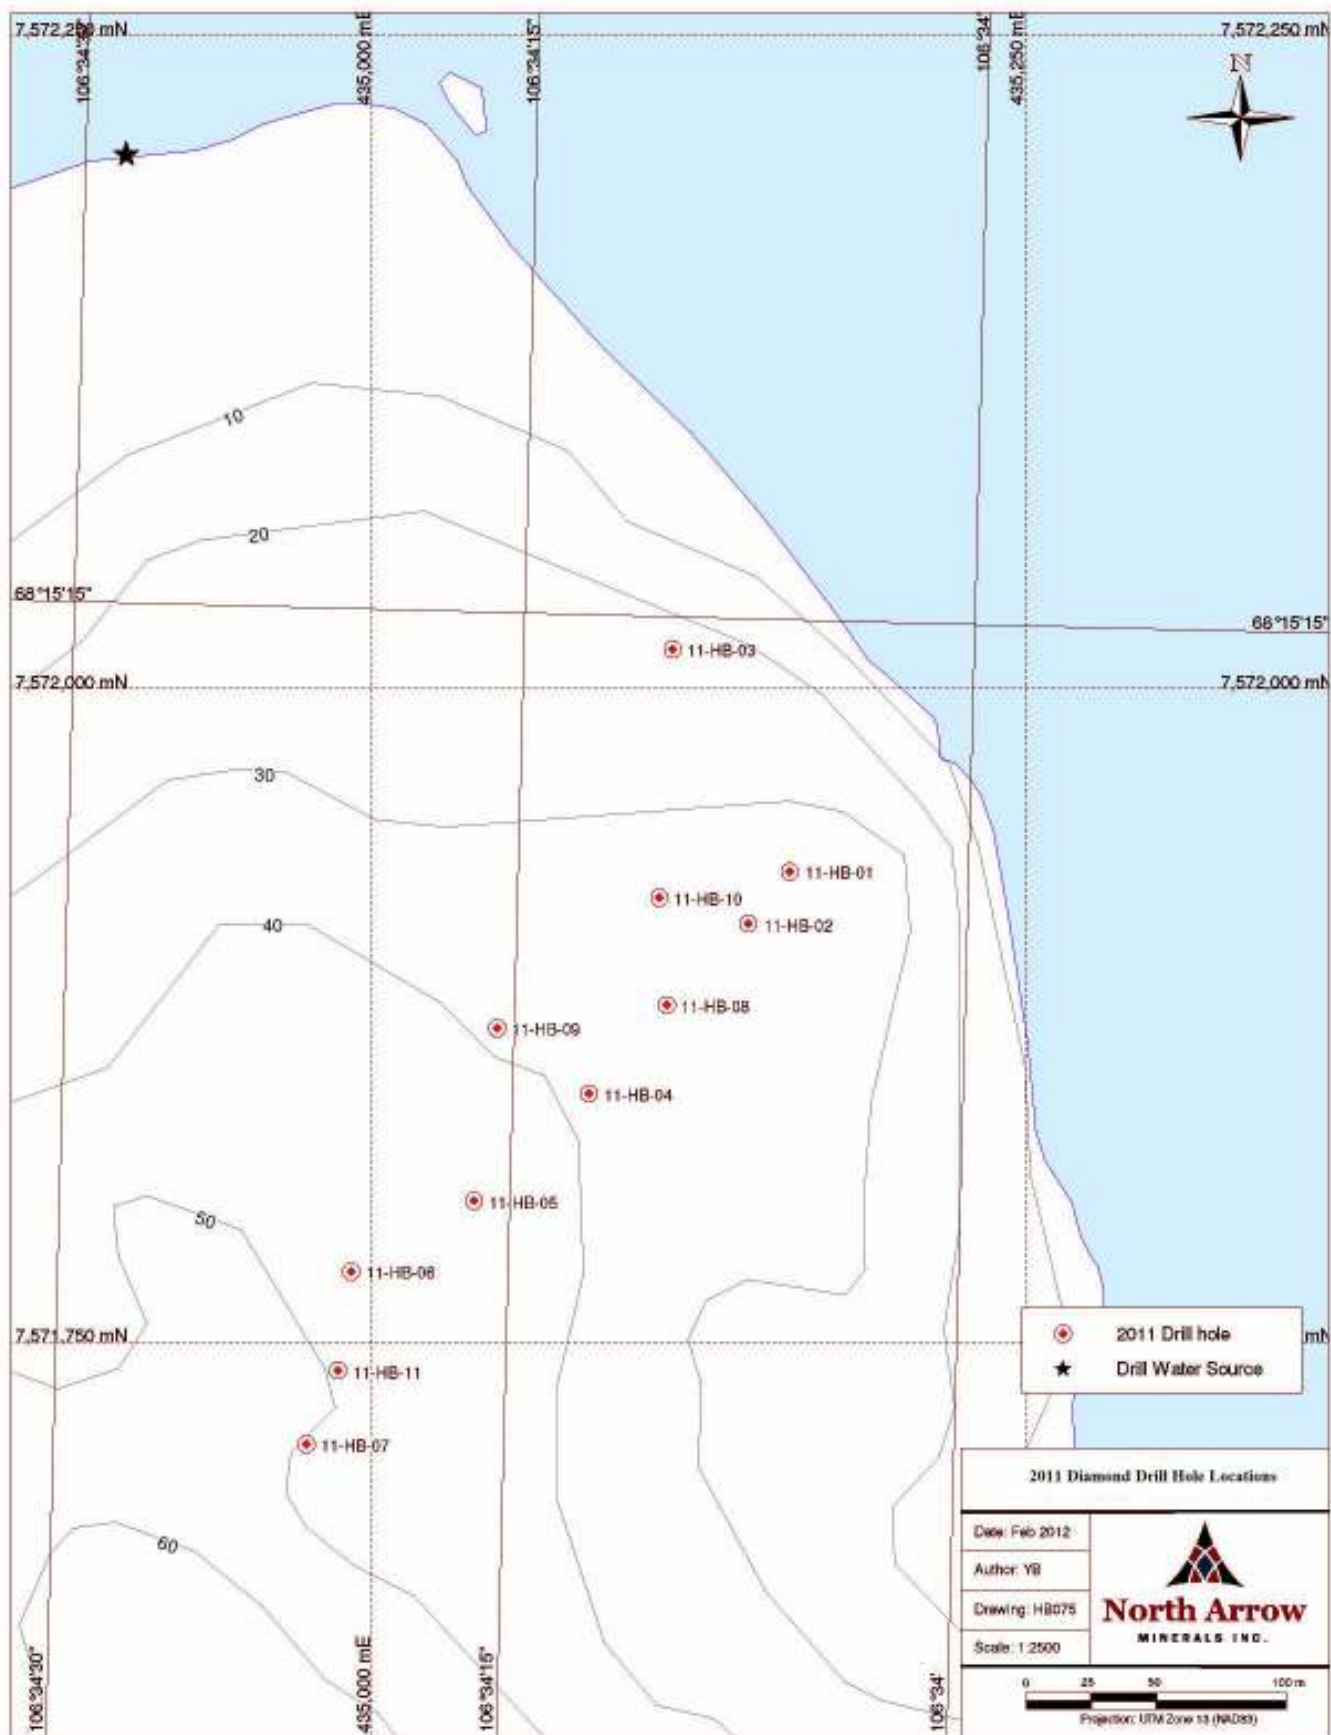 7,572,250 mN
7,572,250 mN
106°34'30"
435,000 mE
106°34'15"
106°34'
435,250 mE
N
10
20
68°15'15"
68°15'15"
11-HB-03
7,572,000 mN
7,572,000 mN
30
11-HB-01
11-HB-10
11-HB-02
40
11-HB-08
11-HB-09
11-HB-04
11-HB-05
50
11-HB-06
7,571,750 mN
mN
2011 Drill hole
Drill Water Source
11-HB-11
11-HB-07
60
106°34'30"
435,000 mE
106°34'15"
106°34'
2011 Diamond Drill Hole Locations
Date: Feb 2012
Author: YB
Drawing: HB075
Scale: 1:2500
North Arrow
MINERALS INC.
0 25 50 100 m
Projection: UTM Zone 13 (NAD83)